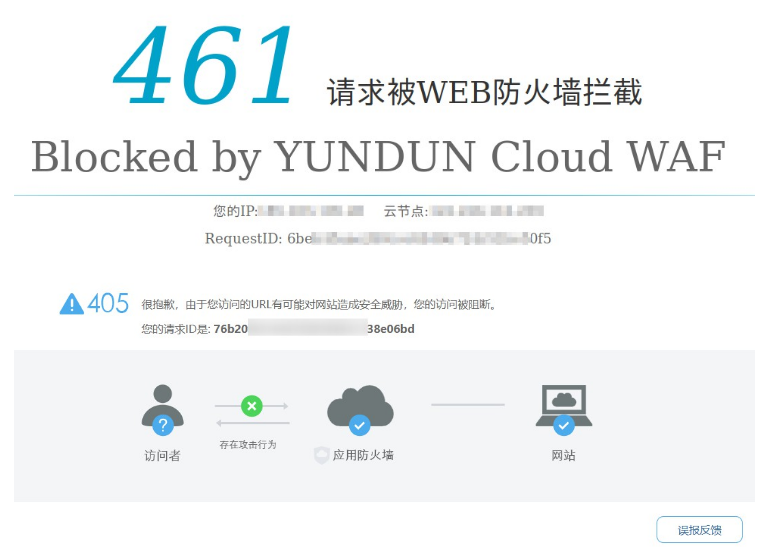 461 请求被WEB防火墙拦截
Blocked by YUNDUN Cloud WAF
您的IP: 云节点:
RequestID: 6be 0f5
405 很抱歉，由于您访问的URL有可能对网站造成安全威胁，您的访问被阻断。
您的请求ID是: 76b20 38e06bd
存在攻击行为
访问者 应用防火墙 网站
误报反馈